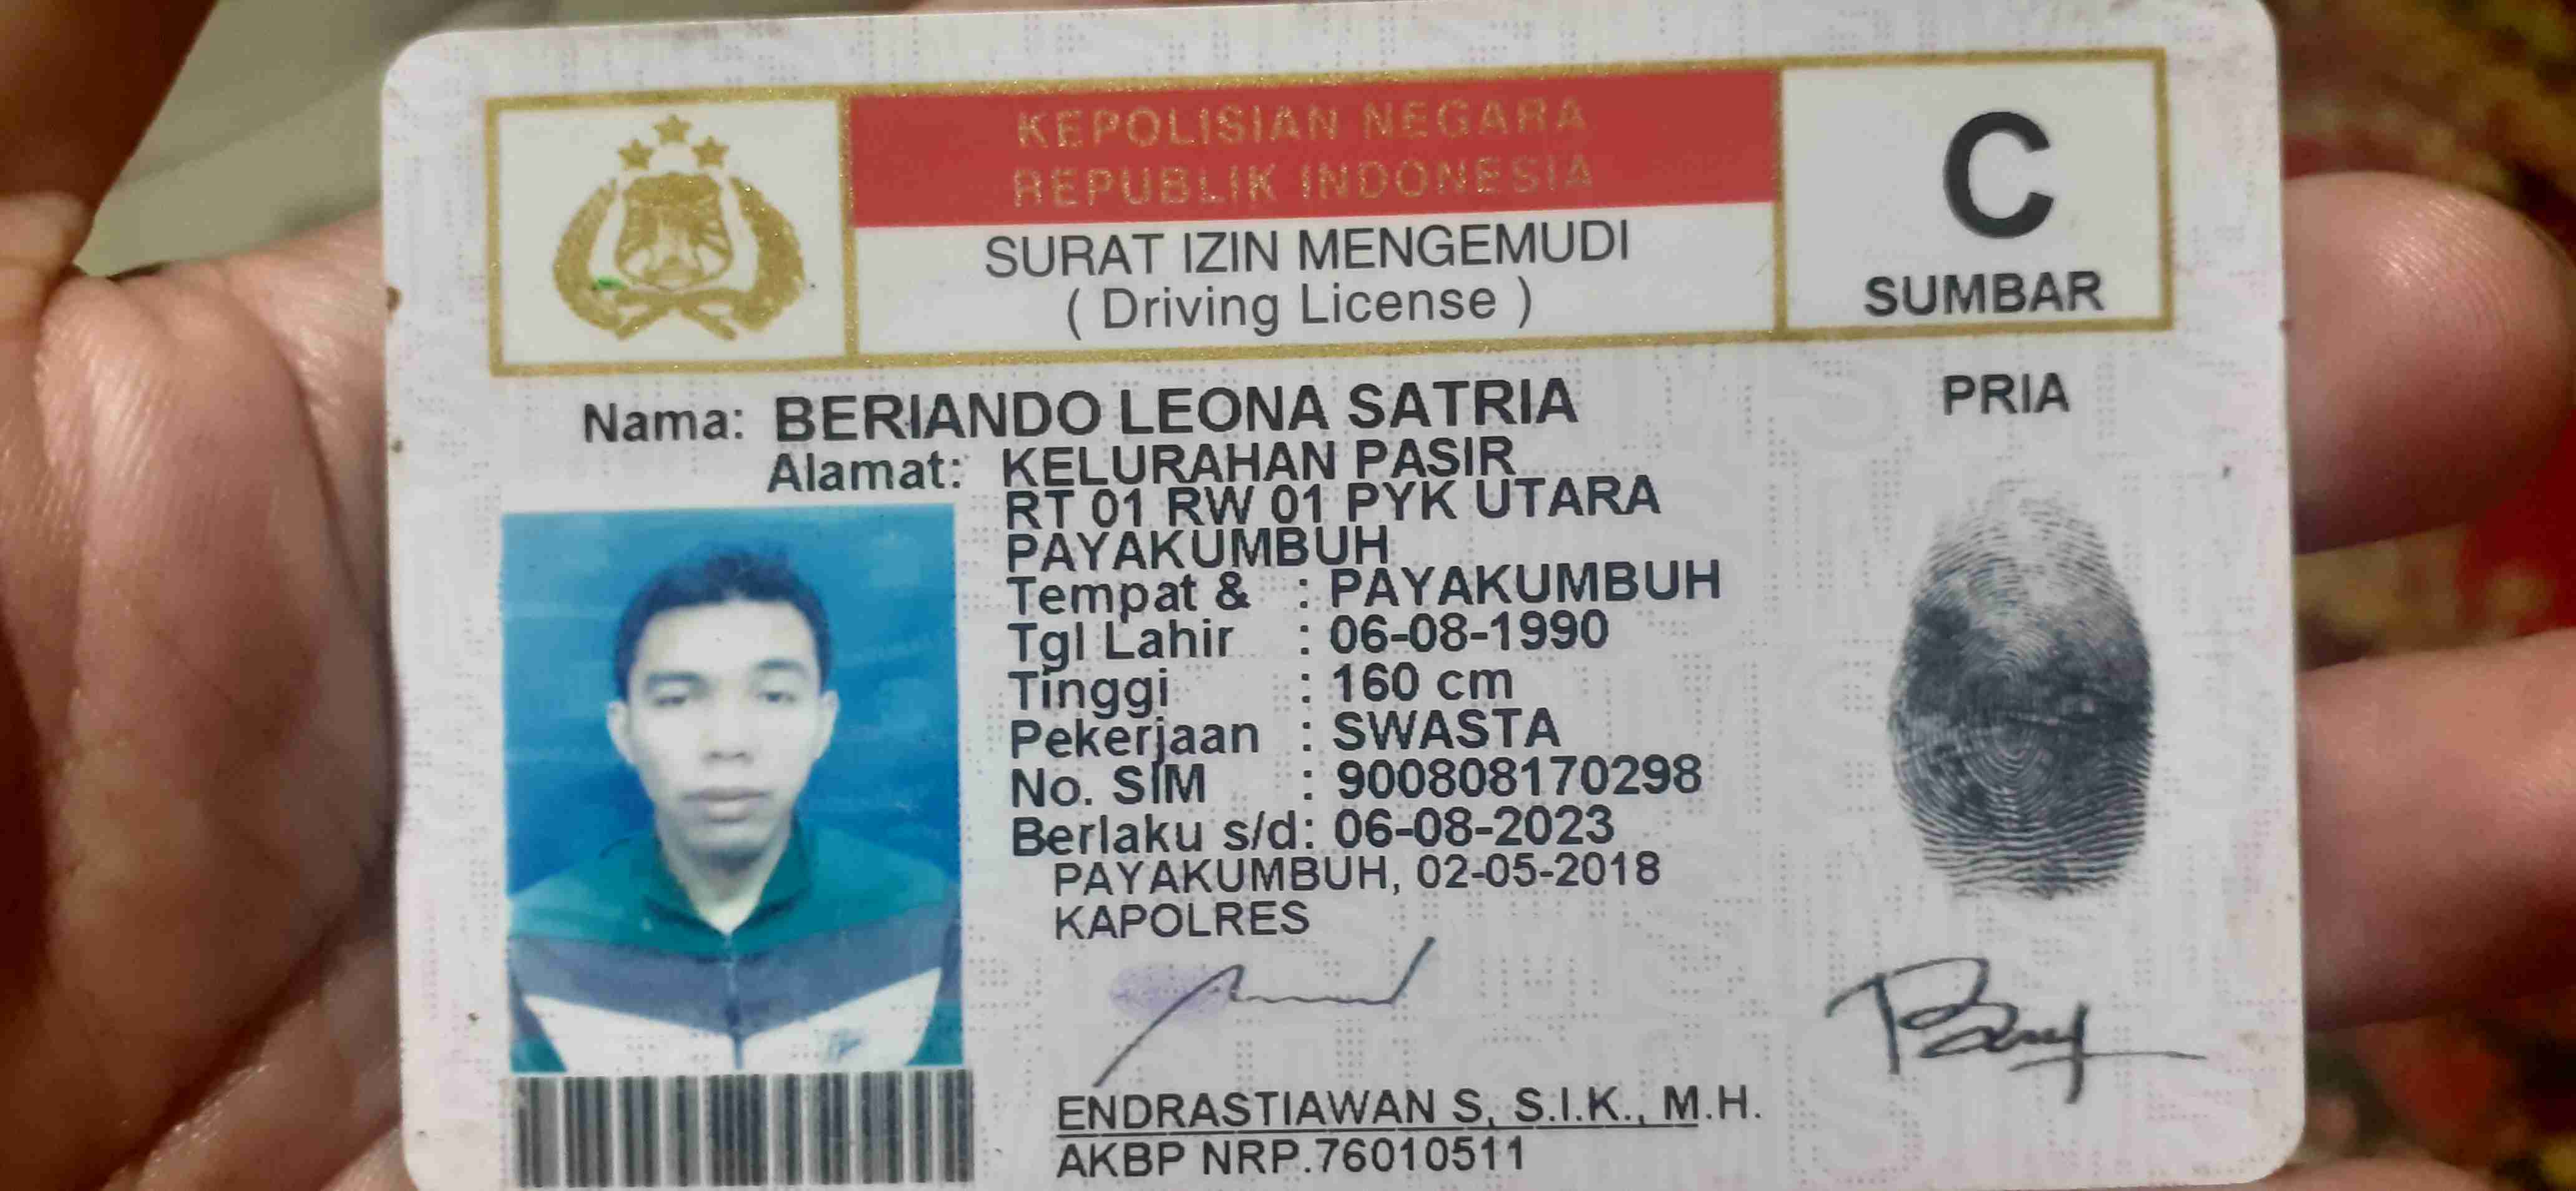 KEPOLISIAN NEGARA
REPUBLIK INDONESIA
SURAT IZIN MENGEMUDI
( Driving License )
C
SUMBAR
Nama: BERIANDO LEONA SATRIA
PRIA
Alamat: KELURAHAN PASIR
RT 01 RW 01 PYK UTARA
PAYAKUMBUH
Tempat & : PAYAKUMBUH
Tgl Lahir : 06-08-1990
Tinggi : 160 cm
Pekerjaan : SWASTA
No. SIM : 900808170298
Berlaku s/d: 06-08-2023
PAYAKUMBUH, 02-05-2018
KAPOLRES
ENDRASTIAWAN S, S.I.K., M.H.
AKBP NRP.76010511